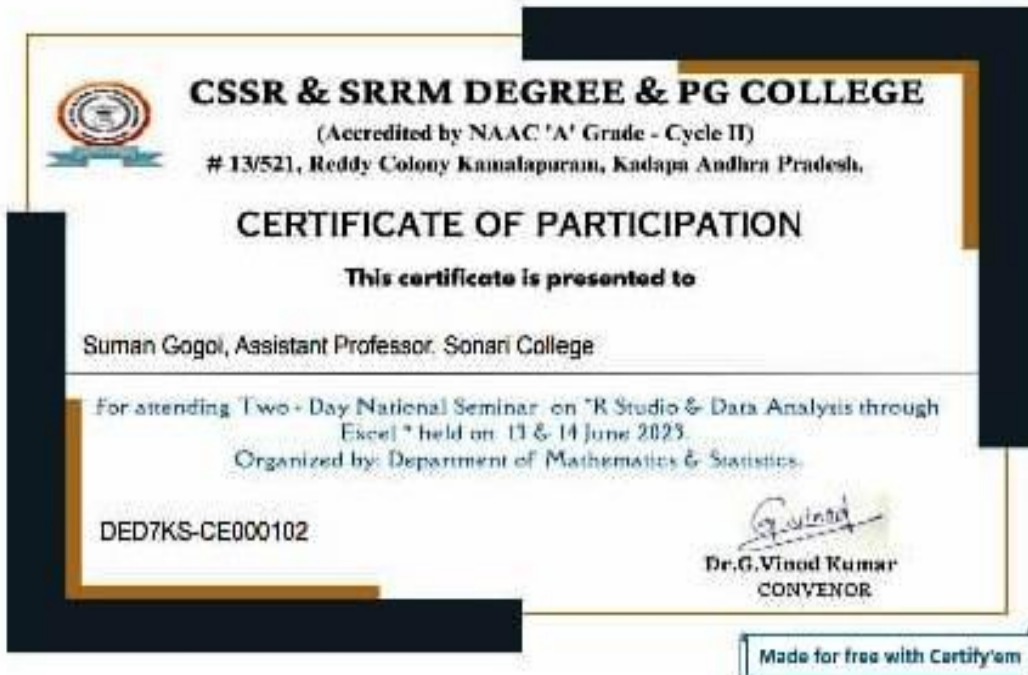 CSSR & SRRM DEGREE & PG COLLEGE
(Accredited by NAAC 'A' Grade - Cycle II)
# 13/521, Reddy Colony Kamalapuram, Kadapa Andhra Pradesh.
CERTIFICATE OF PARTICIPATION
This certificate is presented to
Suman Gogoi, Assistant Professor. Sonari College
For attending Two - Day National Seminar on "R Studio & Data Analysis through
Excel " held on 13 & 14 June 2023.
Organized by: Department of Mathematics & Statistics.
DED7KS-CE000102
G.Vinod
Dr.G.Vinod Kumar
CONVENOR
Made for free with Certify'em